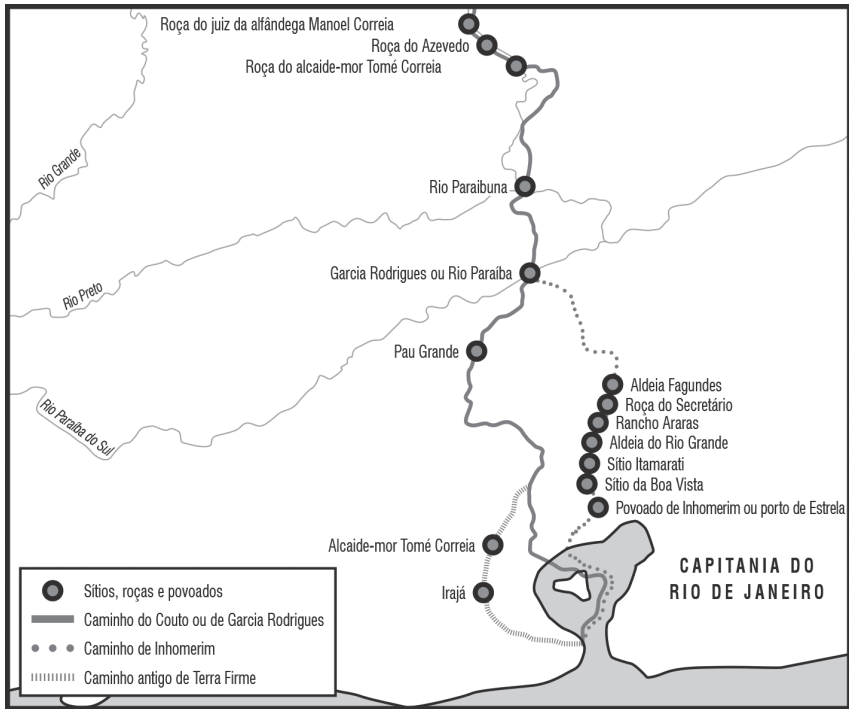 Roça do juiz da alfândega Manoel Correia
Roça do Azevedo
Roça do alcaide-mor Tomé Correia
Rio Grande
Rio Paraibuna
Garcia Rodrigues ou Rio Paraíba
Rio Preto
Pau Grande
Aldeia Fagundes
Roça do Secretário
Rancho Araras
Aldeia do Rio Grande
Sítio Itamarati
Sítio da Boa Vista
Povoado de Inhomerim ou porto de Estrela
Rio Paraíba do Sul
Alcaide-mor Tomé Correia
Irajá
CAPITANIA DO
RIO DE JANEIRO
Sítios, roças e povoados
Caminho do Couto ou de Garcia Rodrigues
Caminho de Inhomerim
Caminho antigo de Terra Firme